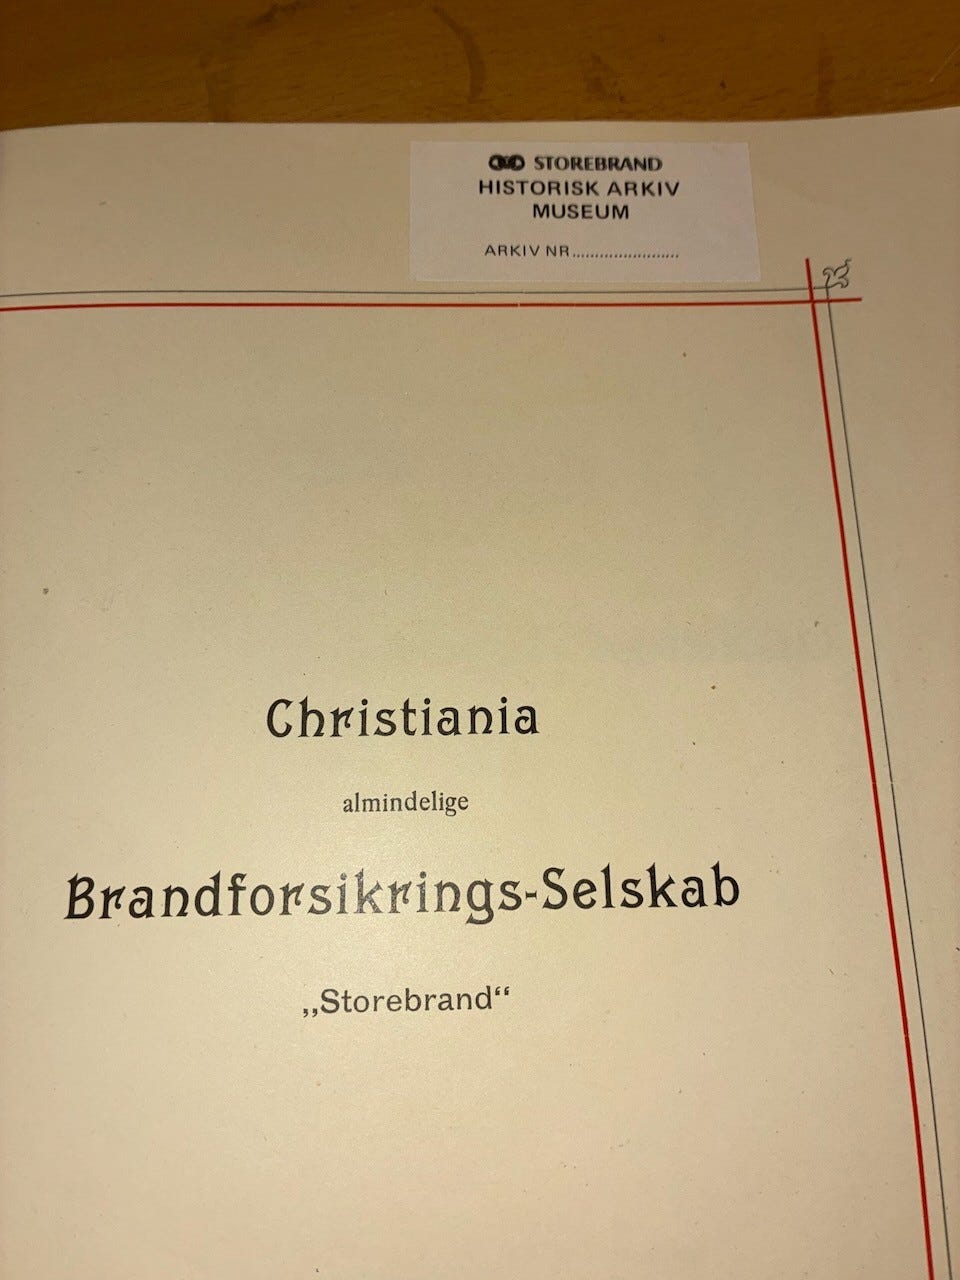 STOREBRAND
HISTORISK ARKIV
MUSEUM
ARKIV NR........................
Christiania
almindelige
Brandforsikrings-Selskab
„Storebrand“